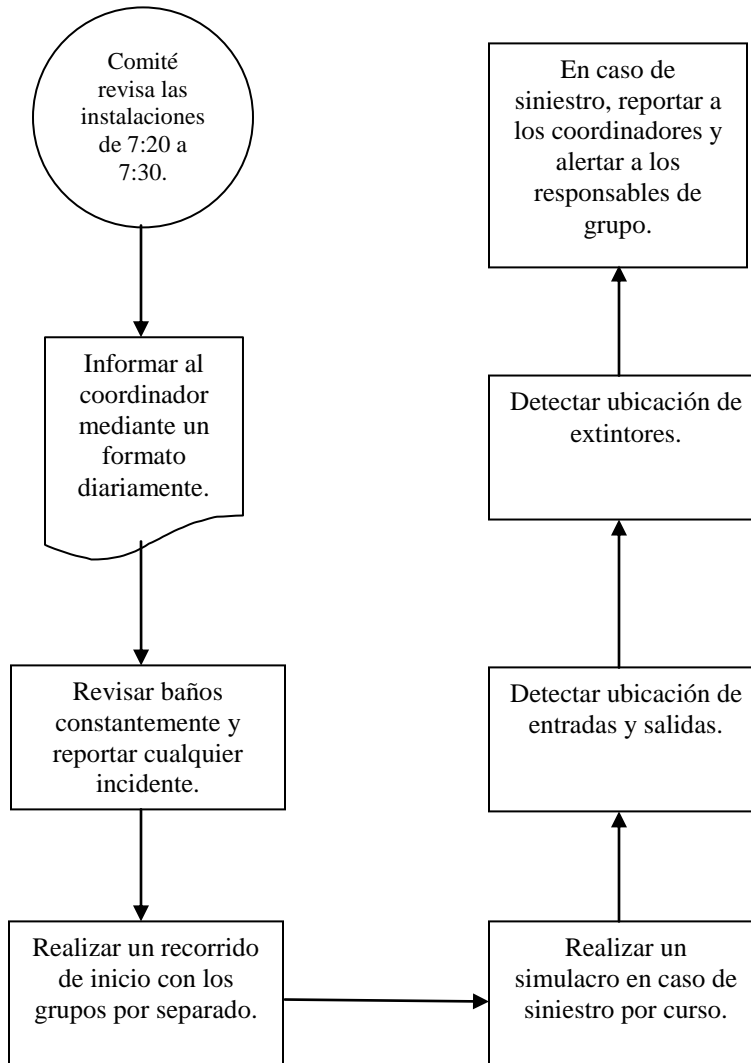 Comité
revisa las
instalaciones
de 7:20 a
7:30.
Informar al
coordinador
mediante un
formato
diariamente.
Revisar baños
constantemente y
reportar cualquier
incidente.
Realizar un recorrido
de inicio con los
grupos por separado.
Realizar un
simulacro en caso de
siniestro por curso.
Detectar ubicación de
entradas y salidas.
Detectar ubicación de
extintores.
En caso de
siniestro, reportar a
los coordinadores y
alertar a los
responsables de
grupo.